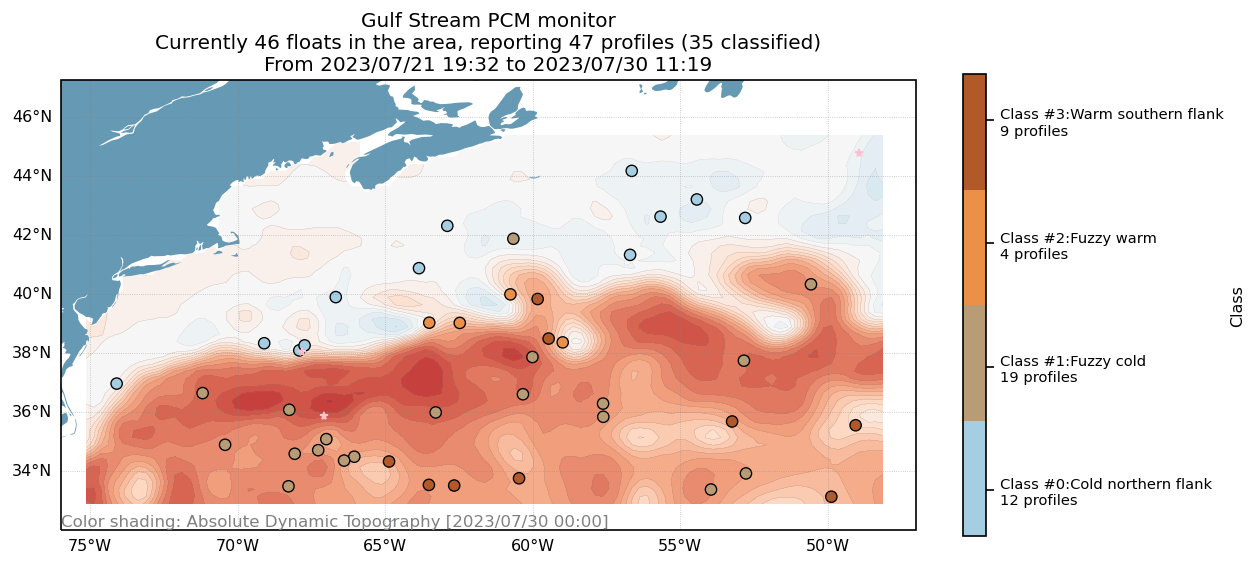 Gulf Stream PCM monitor
Currently 46 floats in the area, reporting 47 profiles (35 classified)
From 2023/07/21 19:32 to 2023/07/30 11:19
46°N
44°N
42°N
40°N
38°N
36°N
34°N
Color shading: Absolute Dynamic Topography [2023/07/30 00:00]
75°W
70°W
65°W
60°W
55°W
50°W
Class #3:Warm southern flank
9 profiles
Class #2:Fuzzy warm
4 profiles
Class #1:Fuzzy cold
19 profiles
Class #0:Cold northern flank
12 profiles
Class